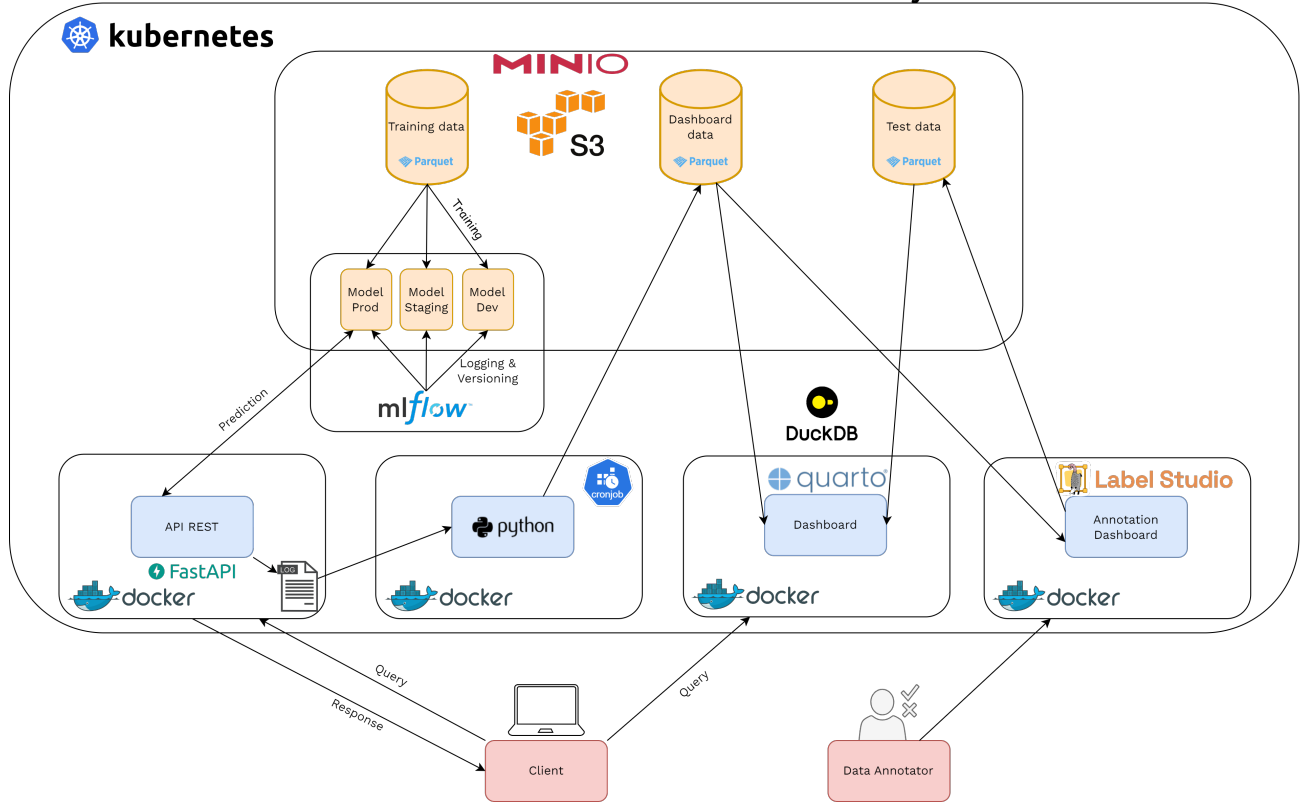 kubernetes
MINIO
S3
Training data
Parquet
Dashboard
data
Parquet
Test data
Parquet
Training
Model
Prod
Model
Staging
Model
Dev
Logging &
Versioning
mlflow™
Prediction
DuckDB
API REST
FastAPI
LOG
docker
cronjob
python
docker
quarto®
Dashboard
docker
Label Studio
Annotation
Dashboard
docker
Query
Response
Query
Client
Data Annotator